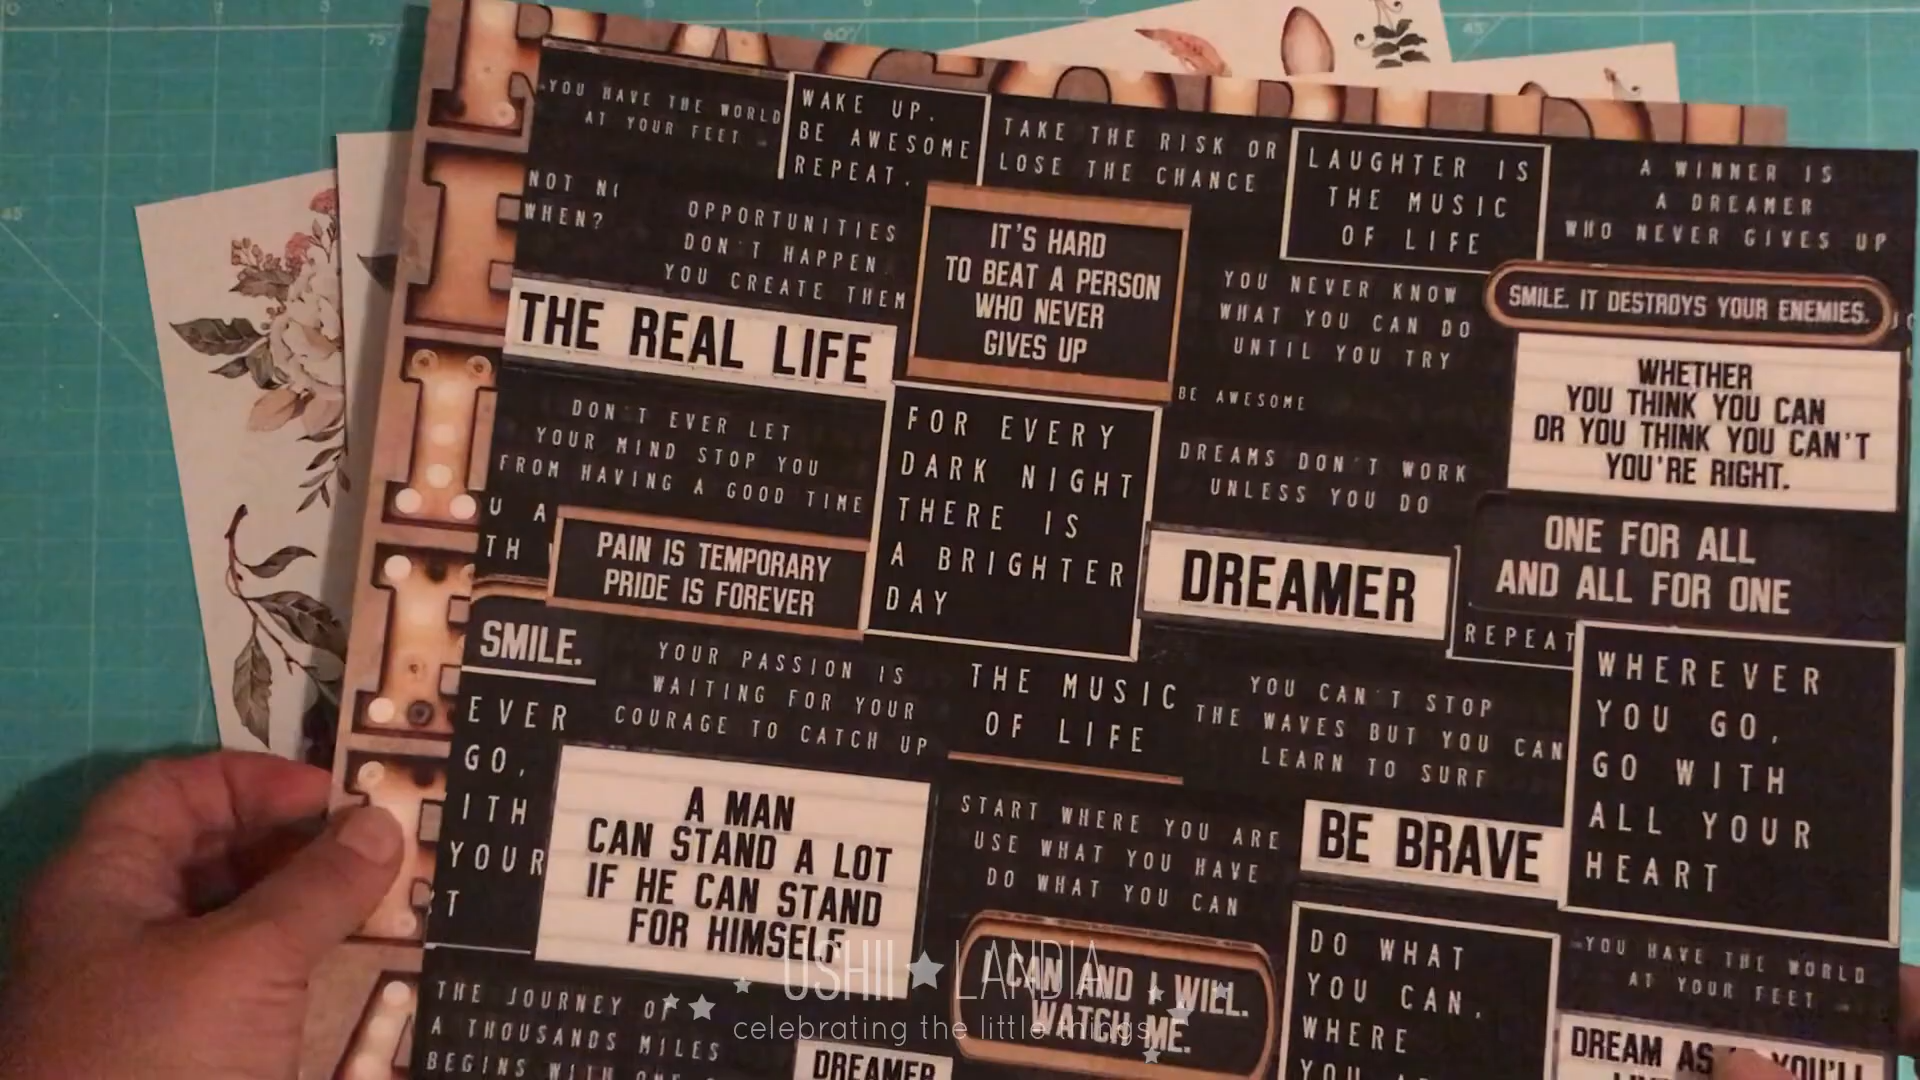 YOU HAVE THE WORLD
AT YOUR FEET
WAKE UP.
BE AWESOME
REPEAT.
TAKE THE RISK OR
LOSE THE CHANCE
LAUGHTER IS
THE MUSIC
OF LIFE
A WINNER IS
A DREAMER
WHO NEVER GIVES UP
NOT
WHEN?
OPPORTUNITIES
DON'T HAPPEN.
YOU CREATE THEM
IT'S HARD
TO BEAT A PERSON
WHO NEVER
GIVES UP
YOU NEVER KNOW
WHAT YOU CAN DO
UNTIL YOU TRY
SMILE. IT DESTROYS YOUR ENEMIES.
THE REAL LIFE
WHETHER
YOU THINK YOU CAN
OR YOU THINK YOU CAN'T
YOU'RE RIGHT.
BE AWESOME
DON'T EVER LET
YOUR MIND STOP YOU
FROM HAVING A GOOD TIME
FOR EVERY
DARK NIGHT
THERE IS
A BRIGHTER
DAY
DREAMS DON'T WORK
UNLESS YOU DO
U A
TH
PAIN IS TEMPORARY
PRIDE IS FOREVER
DREAMER
ONE FOR ALL
AND ALL FOR ONE
REPEAT
SMILE.
YOUR PASSION IS
WAITING FOR YOUR
COURAGE TO CATCH UP
THE MUSIC
OF LIFE
YOU CAN'T STOP
THE WAVES BUT YOU CAN
LEARN TO SURF
WHEREVER
YOU GO,
GO WITH
ALL YOUR
HEART
EVER
GO,
ITH
YOUR
T
A MAN
CAN STAND A LOT
IF HE CAN STAND
FOR HIMSELF
START WHERE YOU ARE
USE WHAT YOU HAVE
DO WHAT YOU CAN
BE BRAVE
I CAN AND I WILL.
WATCH ME.
DO WHAT
YOU CAN,
WHERE
YOU
YOU HAVE THE WORLD
AT YOUR FEET
DREAM AS YOU'LL
THE JOURNEY OF
A THOUSANDS MILES
BEGINS WITH ONE
DREAMER
USHII LANDIA
celebrating the little things